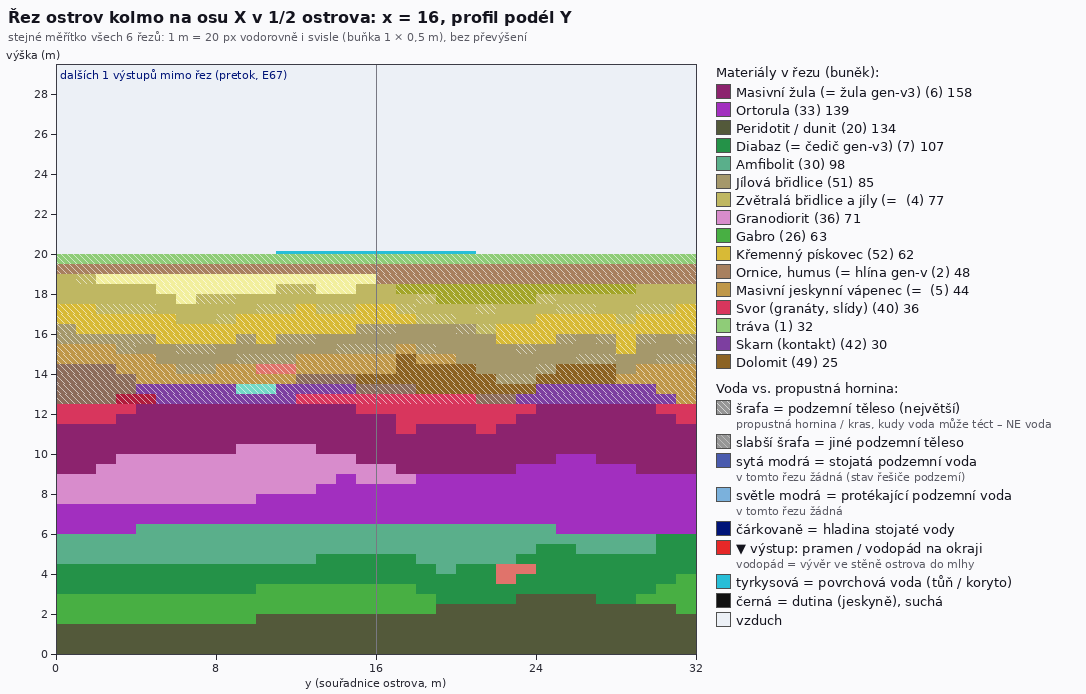 Řez ostrov kolmo na osu X v 1/2 ostrova: x = 16, profil podél Y
stejné měřítko všech 6 řezů: 1 m = 20 px vodorovně i svisle (buňka 1 × 0,5 m), bez převýšení
výška (m)
dalších 1 výstupů mimo řez (pretok, E67)
28
26
24
22
20
18
16
14
12
10
8
6
4
2
0
0
8
16
24
32
y (souřadnice ostrova, m)
Materiály v řezu (buněk):
Masivní žula (= žula gen-v3) (6) 158
Ortorula (33) 139
Peridotit / dunit (20) 134
Diabaz (= čedič gen-v3) (7) 107
Amfibolit (30) 98
Jílová břidlice (51) 85
Zvětralá břidlice a jíly (=  (4) 77
Granodiorit (36) 71
Gabro (26) 63
Křemenný pískovec (52) 62
Ornice, humus (= hlína gen-v (2) 48
Masivní jeskynní vápenec (=  (5) 44
Svor (granáty, slídy) (40) 36
tráva (1) 32
Skarn (kontakt) (42) 30
Dolomit (49) 25
Voda vs. propustná hornina:
šrafa = podzemní těleso (největší)
propustná hornina / kras, kudy voda může téct – NE voda
slabší šrafa = jiné podzemní těleso
sytá modrá = stojatá podzemní voda
v tomto řezu žádná (stav řešiče podzemí)
světle modrá = protékající podzemní voda
v tomto řezu žádná
čárkovaně = hladina stojaté vody
▼ výstup: pramen / vodopád na okraji
vodopád = vývěr ve stěně ostrova do mlhy
tyrkysová = povrchová voda (tůň / koryto)
černá = dutina (jeskyně), suchá
vzduch